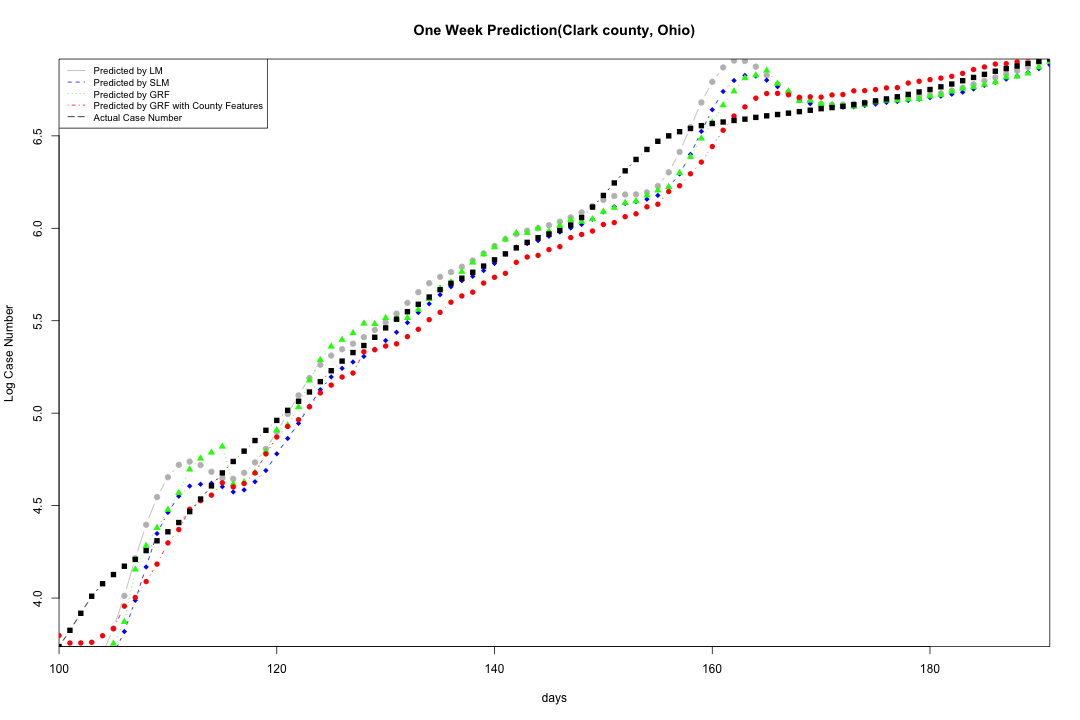 One Week Prediction(Clark county, Ohio)
Predicted by LM
Predicted by SLM
Predicted by GRF
Predicted by GRF with County Features
Actual Case Number
Log Case Number
6.5
6.0
5.5
5.0
4.5
4.0
100 120 140 160 180
days